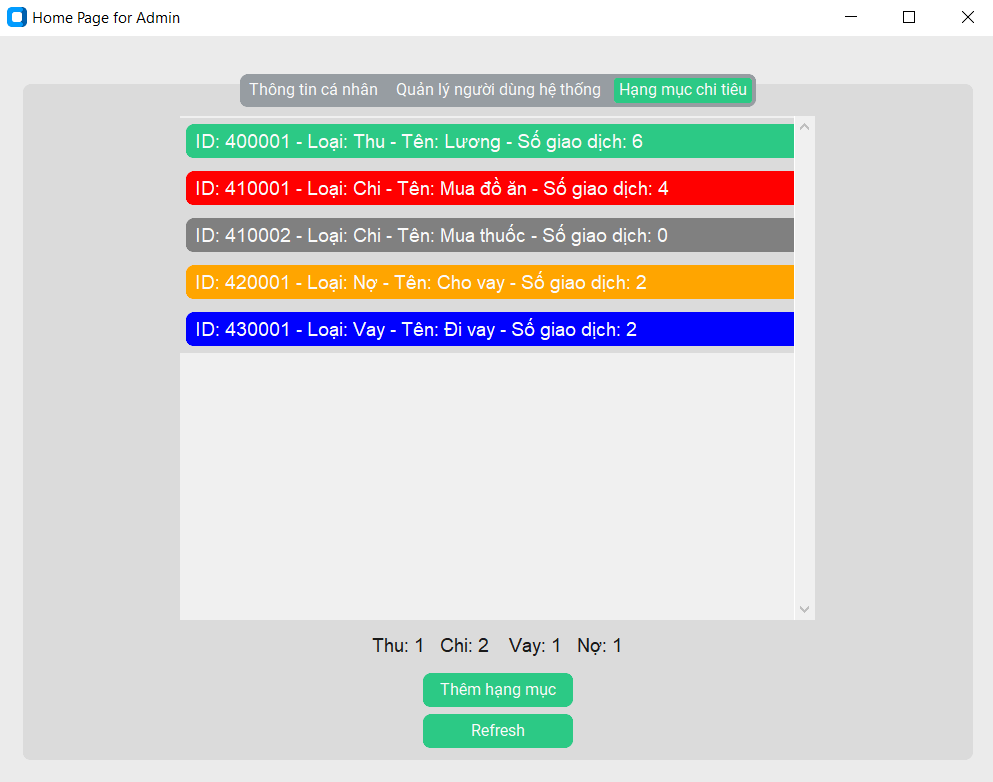 Home Page for Admin
Thông tin cá nhân Quản lý người dùng hệ thống Hạng mục chi tiêu
ID: 400001 - Loại: Thu - Tên: Lương - Số giao dịch: 6
ID: 410001 - Loại: Chi - Tên: Mua đồ ăn - Số giao dịch: 4
ID: 410002 - Loại: Chi - Tên: Mua thuốc - Số giao dịch: 0
ID: 420001 - Loại: Nợ - Tên: Cho vay - Số giao dịch: 2
ID: 430001 - Loại: Vay - Tên: Đi vay - Số giao dịch: 2
Thu: 1 Chi: 2 Vay: 1 Nợ: 1
Thêm hạng mục
Refresh